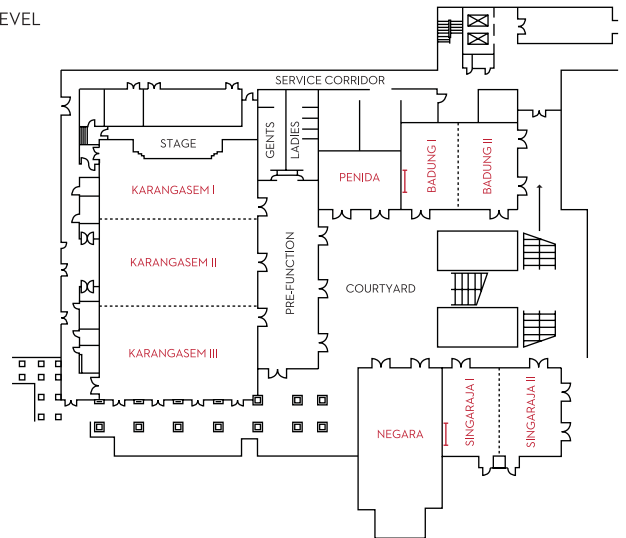 EVEL
SERVICE CORRIDOR
STAGE
GENTS
LADIES
KARANGASEM I
PENIDA
BADUNG I
BADUNG II
KARANGASEM II
PRE-FUNCTION
COURTYARD
KARANGASEM III
NEGARA
SINGARAJA I
SINGARAJA II